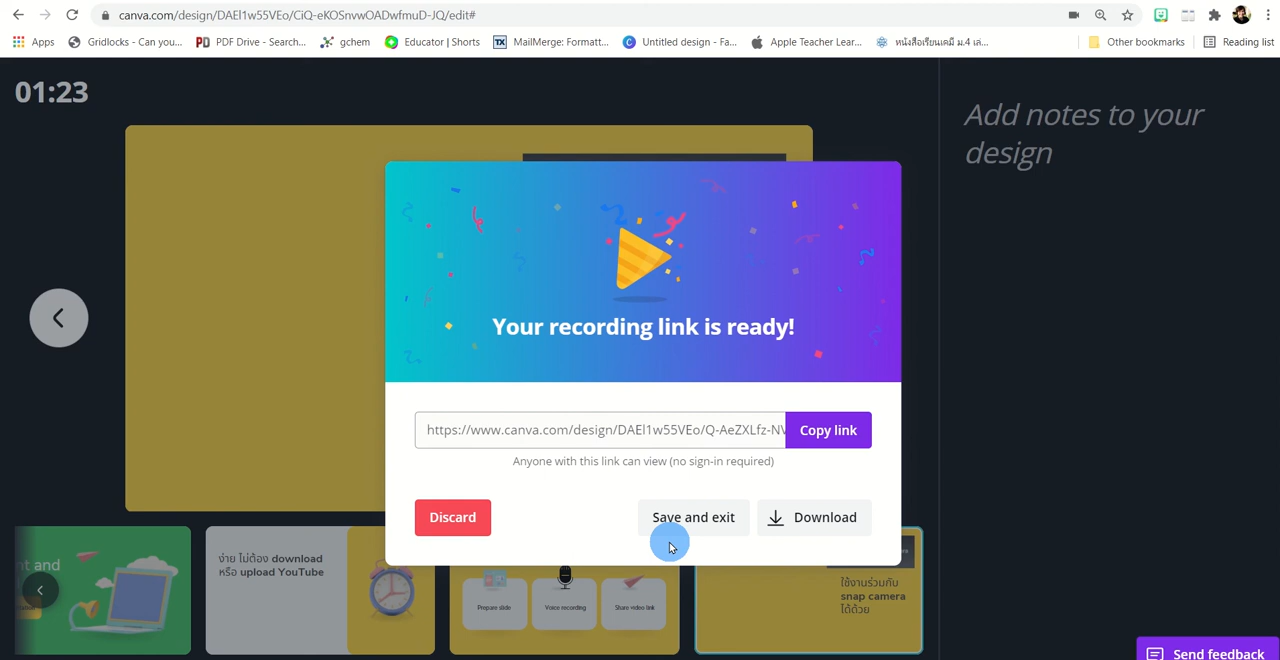 canva.com/design/DAEl1w55VEo/CiQ-eKOSnvwOADwfmuD-JQ/edit#
Apps
Gridlocks - Can you...
PDF Drive - Search...
gchem
Educator | Shorts
MailMerge: Formatt...
Untitled design - Fa...
Apple Teacher Lear...
หนังสือเรียนเคมี ม.4 เล่...
Other bookmarks
Reading list
01:23
Add notes to your
design
Your recording link is ready!
https://www.canva.com/design/DAEl1w55VEo/Q-AeZXLfz-NV
Copy link
Anyone with this link can view (no sign-in required)
Discard
Save and exit
Download
nt and
ง่าย ไม่ต้อง download
หรือ upload YouTube
Prepare slide
Voice recording
Share video link
ใช้งานร่วมกับ
snap camera
ได้ด้วย
Send feedback